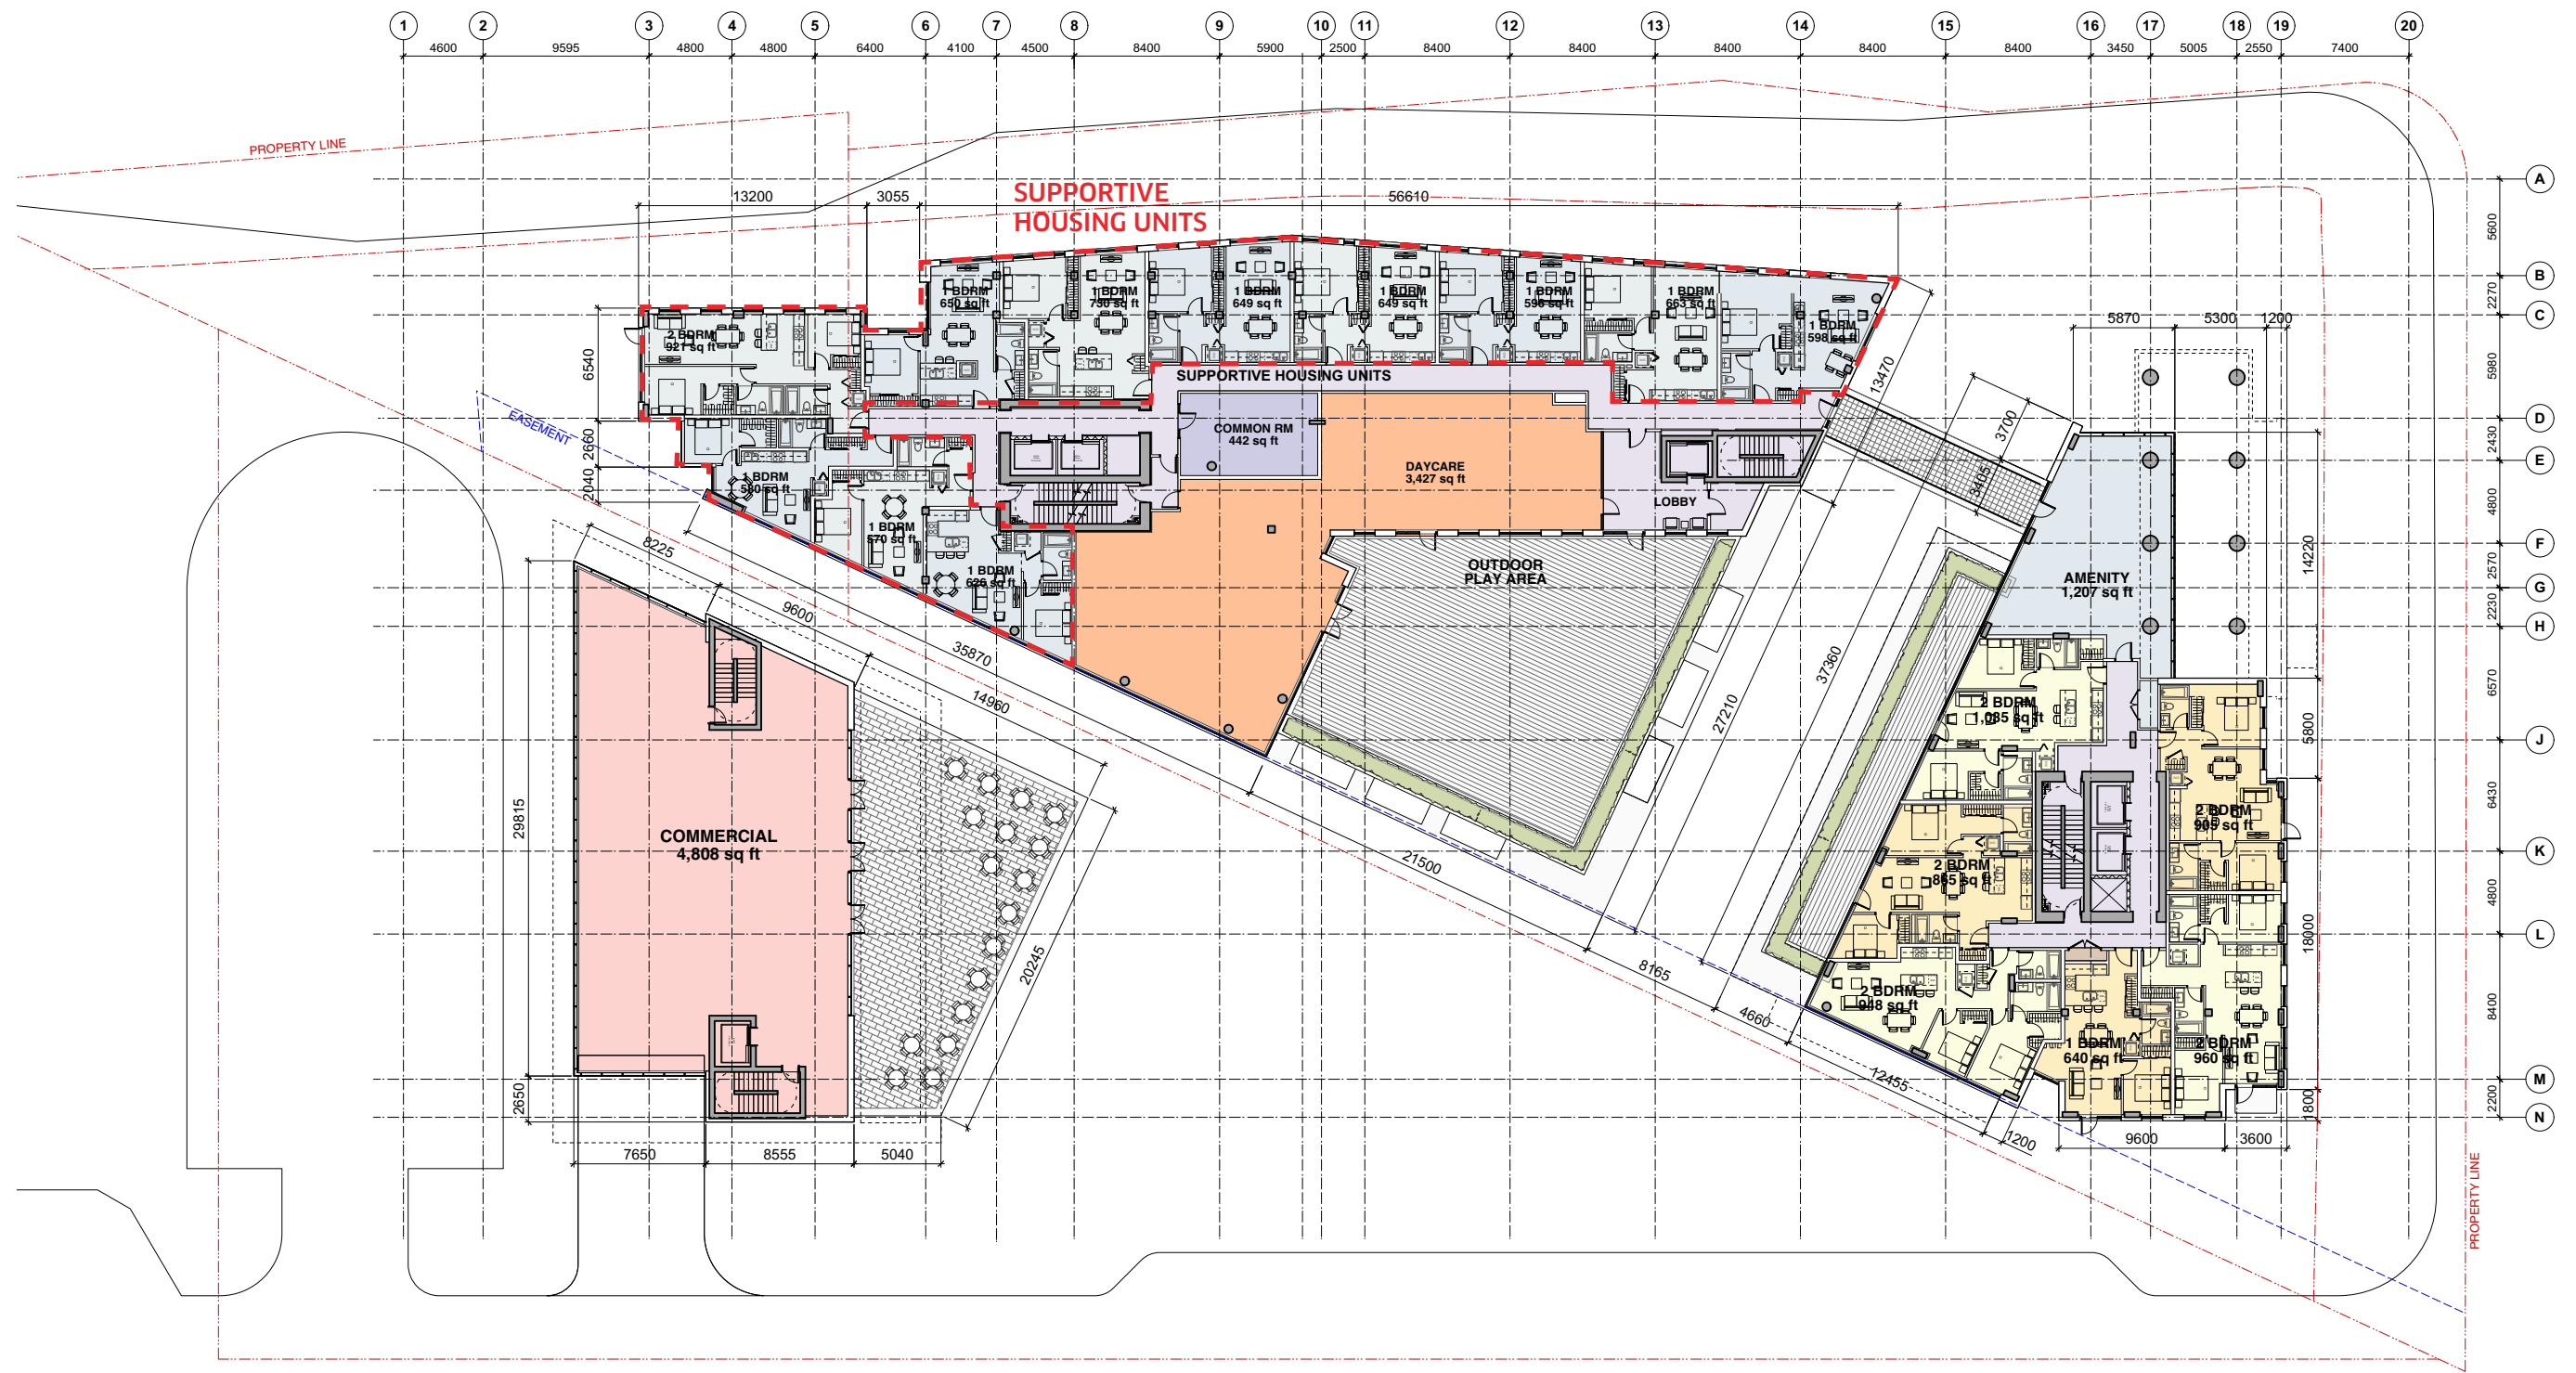 1 2 3 4 5 6 7 8 9 10 11 12 13 14 15 16 17 18 19 20
4600 9595 4800 4800 6400 4100 4500 8400 5900 2500 8400 8400 8400 8400 8400 3450 5005 2550 7400
PROPERTY LINE
A
13200 3055 56610
SUPPORTIVE
HOUSING UNITS
5600
B
2270
C
5980
D
2430
E
4800
F
2570
G
2230
H
6570
J
6430
K
4800
L
8400
M
2200
N
1 BDRM
650 sq ft
1 BDRM
730 sq ft
1 BDRM
649 sq ft
1 BDRM
649 sq ft
1 BDRM
596 sq ft
1 BDRM
663 sq ft
1 BDRM
598 sq ft
2 BDRM
921 sq ft
6540
2660
2040
EASEMENT
SUPPORTIVE HOUSING UNITS
COMMON RM
442 sq ft
DAYCARE
3,427 sq ft
LOBBY
1 BDRM
580 sq ft
1 BDRM
570 sq ft
1 BDRM
626 sq ft
OUTDOOR
PLAY AREA
13470
3700
3405
5870 5300 1200
14220
5800
18000
1800
AMENITY
1,207 sq ft
8225
9600
35870
14960
37360
27210
21500
8165
4660
12455
1200
29815
2650
COMMERCIAL
4,808 sq ft
20245
7650 8555 5040
2 BDRM
1,035 sq ft
2 BDRM
905 sq ft
2 BDRM
865 sq ft
2 BDRM
948 sq ft
1 BDRM
640 sq ft
2 BDRM
960 sq ft
9600 3600
PROPERTY LINE